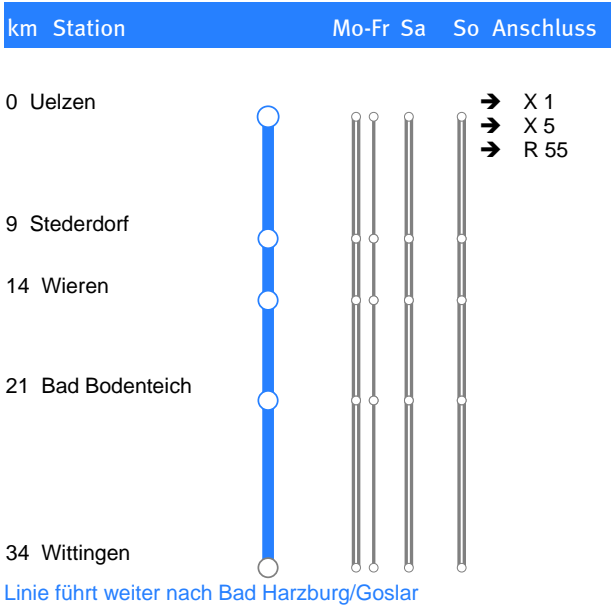 km Station Mo-Fr Sa So Anschluss
0 Uelzen ➔ X 1
➔ X 5
➔ R 55
9 Stederdorf
14 Wieren
21 Bad Bodenteich
34 Wittingen
Linie führt weiter nach Bad Harzburg/Goslar